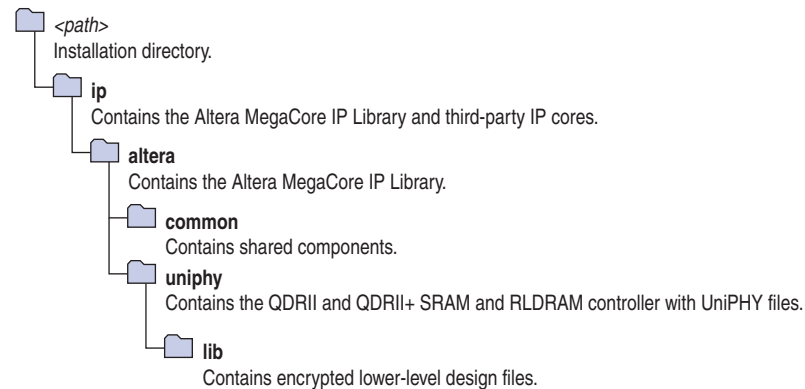 <path>
Installation directory.
ip
Contains the Altera MegaCore IP Library and third-party IP cores.
altera
Contains the Altera MegaCore IP Library.
common
Contains shared components.
uniphy
Contains the QDRII and QDRII+ SRAM and RLDRAM controller with UniPHY files.
lib
Contains encrypted lower-level design files.